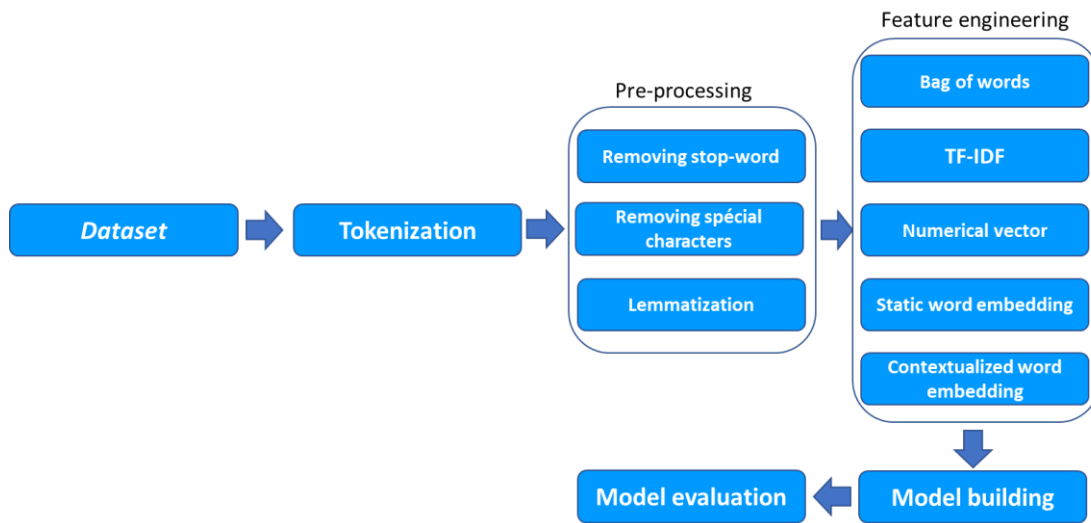 Feature engineering
Bag of words
Pre-processing
Removing stop-word
TF-IDF
Dataset
Tokenization
Removing spécial
characters
Numerical vector
Lemmatization
Static word embedding
Contextualized word
embedding
Model evaluation
Model building